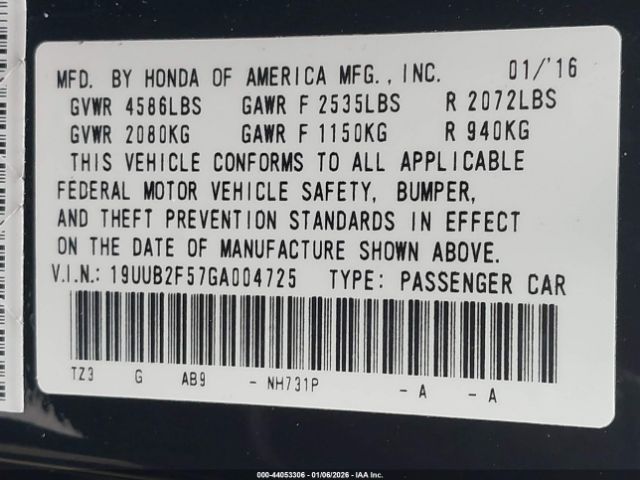 MFD. BY HONDA OF AMERICA MFG., INC. 01/'16
GVWR 4586LBS GAWR F 2535LBS R 2072LBS
GVWR 2080KG GAWR F 1150KG R 940KG
THIS VEHICLE CONFORMS TO ALL APPLICABLE
FEDERAL MOTOR VEHICLE SAFETY, BUMPER,
AND THEFT PREVENTION STANDARDS IN EFFECT
ON THE DATE OF MANUFACTURE SHOWN ABOVE.
V.I.N.: 19UUB2F57GA004725 TYPE: PASSENGER CAR
TZ3 G AB9 - NH731P - A - A
000-44053306 - 01/06/2026 - IAA Inc.